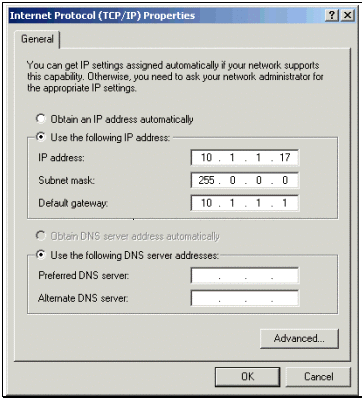 Internet Protocol (TCP/IP) Properties
General
You can get IP settings assigned automatically if your network supports
this capability. Otherwise, you need to ask your network administrator for
the appropriate IP settings.
Obtain an IP address automatically
Use the following IP address:
IP address: 10 . 1 . 1 . 17
Subnet mask: 255 . 0 . 0 . 0
Default gateway: 10 . 1 . 1 . 1
Obtain DNS server address automatically
Use the following DNS server addresses:
Preferred DNS server: . . .
Alternate DNS server: . . .
Advanced...
OK Cancel